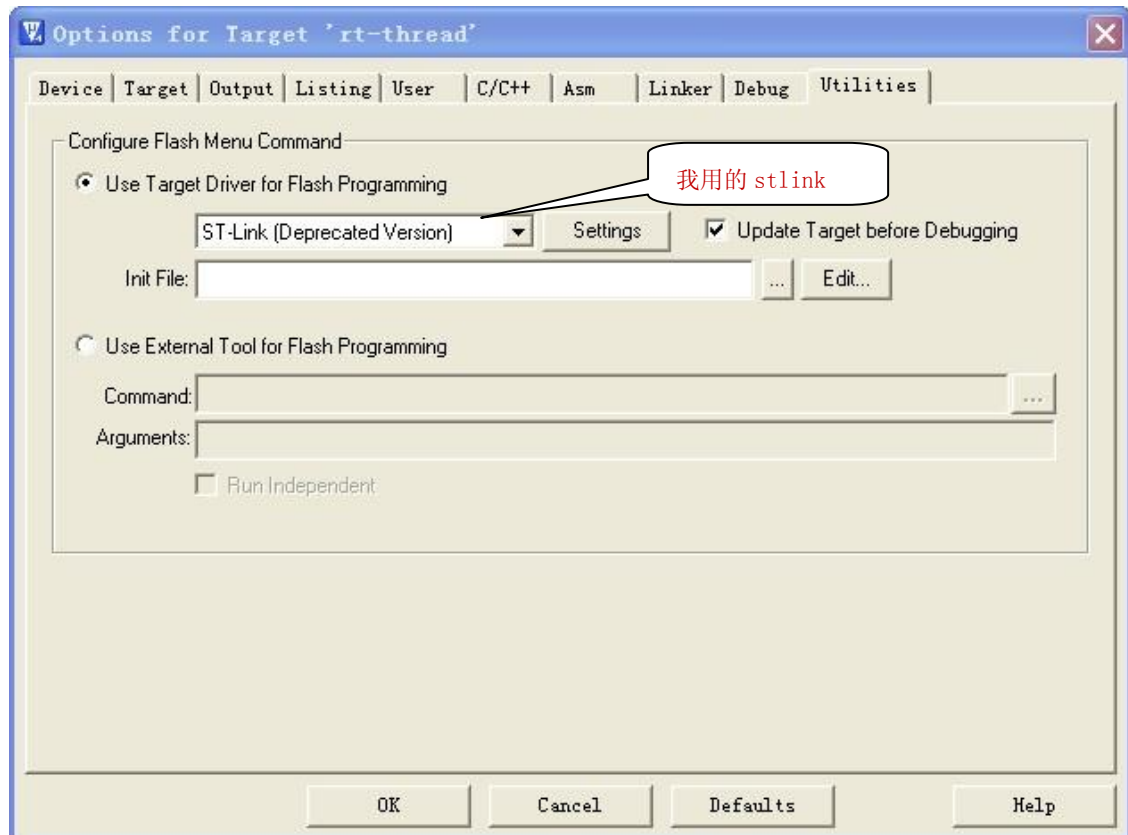 Options for Target 'rt-thread'
Device Target Output Listing User C/C++ Asm Linker Debug Utilities
Configure Flash Menu Command
Use Target Driver for Flash Programming
我用的 stlink
ST-Link (Deprecated Version) Settings Update Target before Debugging
Init File: ... Edit...
Use External Tool for Flash Programming
Command: ...
Arguments:
Run Independent
OK Cancel Defaults Help